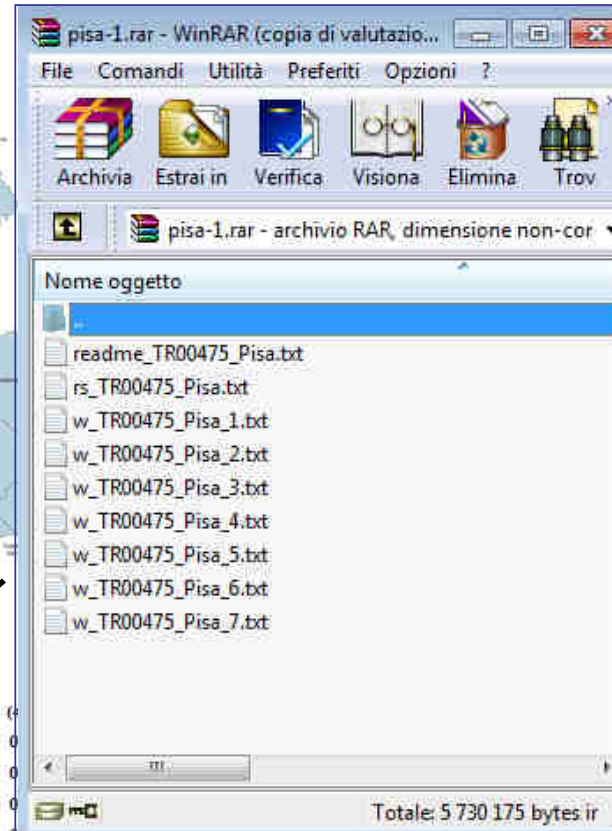 pisa-1.rar - WinRAR (copia di valutazio...
File Comandi Utilità Preferiti Opzioni ?
Archivia Estrai in Verifica Visiona Elimina Trov
pisa-1.rar - archivio RAR, dimensione non-cor
Nome oggetto
..
readme_TR00475_Pisa.txt
rs_TR00475_Pisa.txt
w_TR00475_Pisa_1.txt
w_TR00475_Pisa_2.txt
w_TR00475_Pisa_3.txt
w_TR00475_Pisa_4.txt
w_TR00475_Pisa_5.txt
w_TR00475_Pisa_6.txt
w_TR00475_Pisa_7.txt
Totale: 5 730 175 bytes in